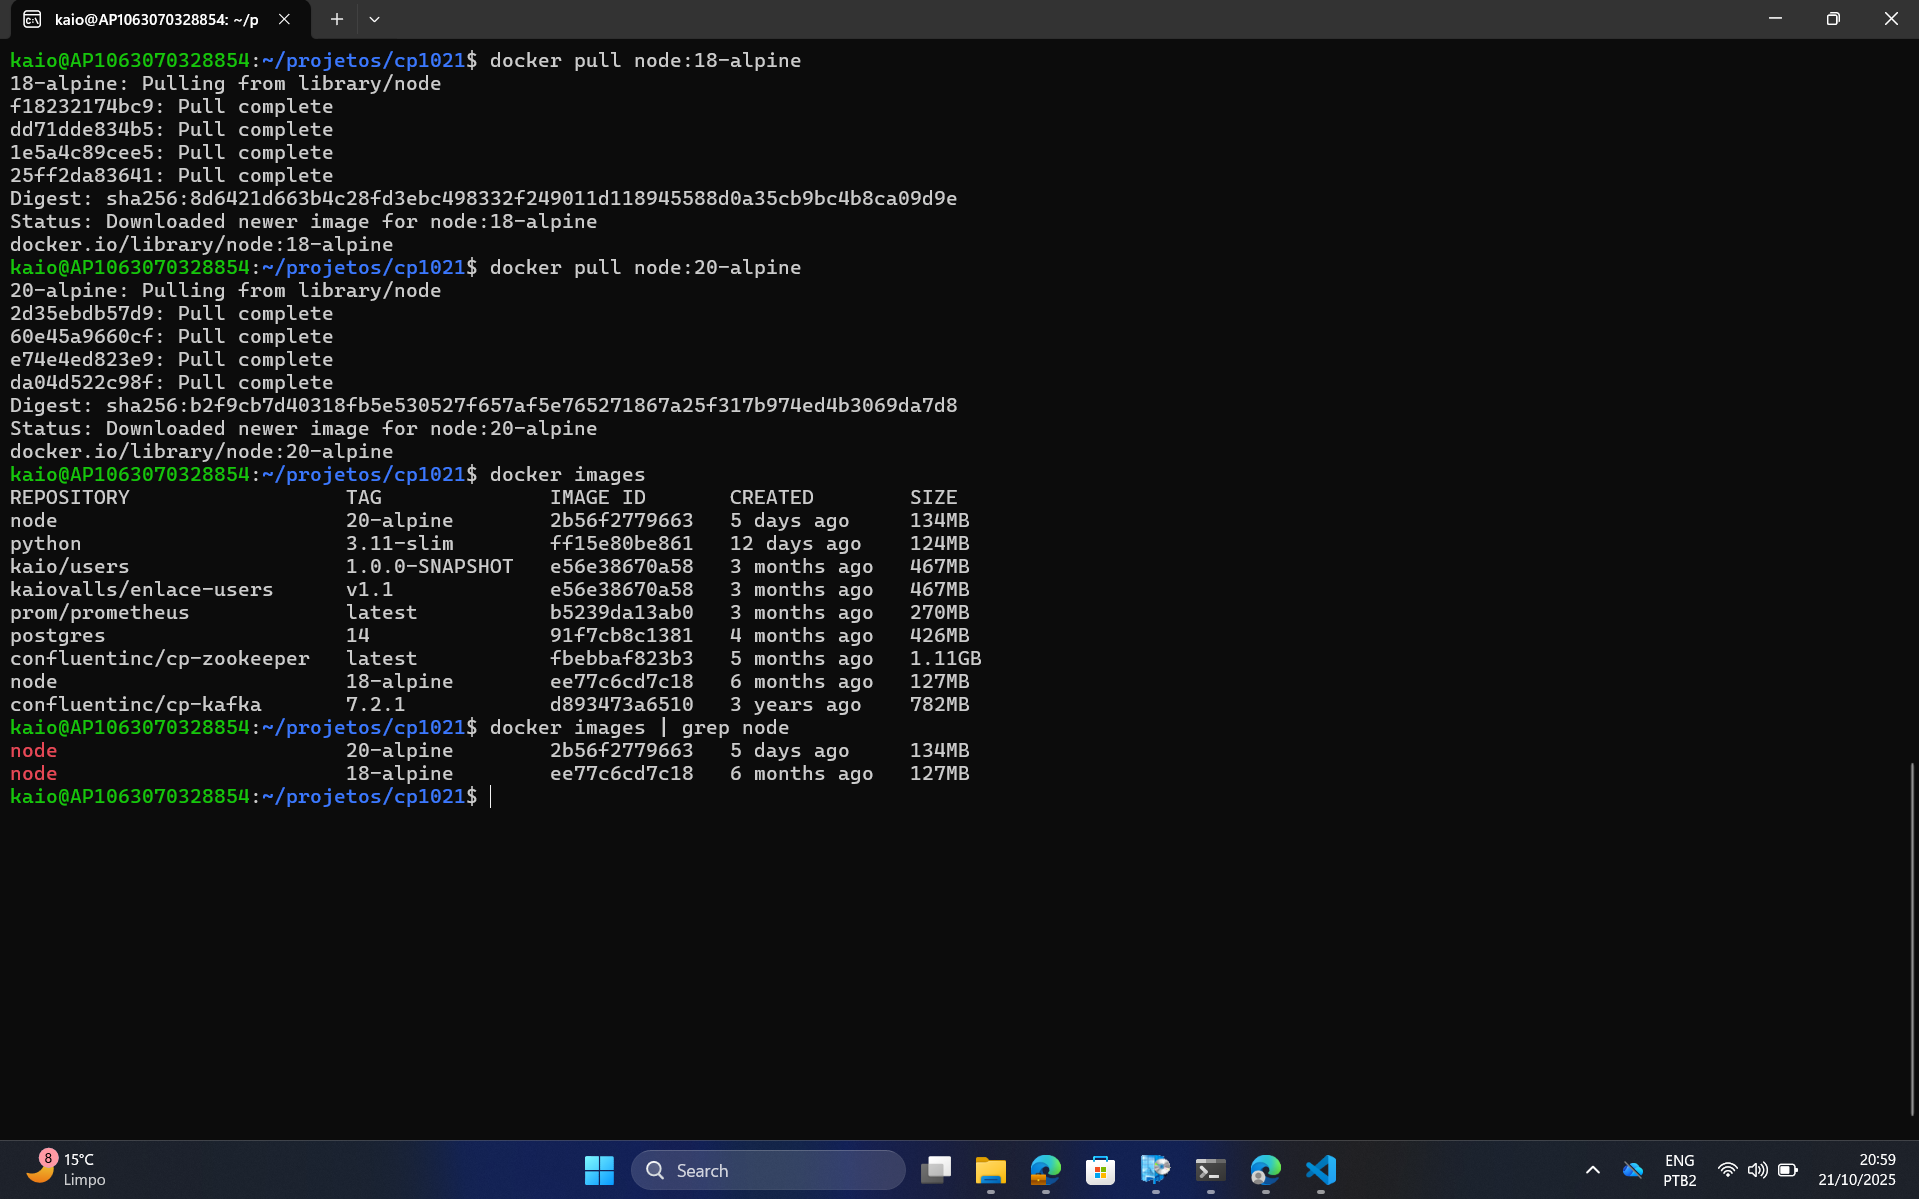 kaio@AP1063070328854: ~/p
kaio@AP1063070328854:~/projetos/cp1021$ docker pull node:18-alpine
18-alpine: Pulling from library/node
f18232174bc9: Pull complete
dd71dde834b5: Pull complete
1e5a4c89cee5: Pull complete
25ff2da83641: Pull complete
Digest: sha256:8d6421d663b4c28fd3ebc498332f249011d118945588d0a35cb9bc4b8ca09d9e
Status: Downloaded newer image for node:18-alpine
docker.io/library/node:18-alpine
kaio@AP1063070328854:~/projetos/cp1021$ docker pull node:20-alpine
20-alpine: Pulling from library/node
2d35ebdb57d9: Pull complete
60e45a9660cf: Pull complete
e74e4ed823e9: Pull complete
da04d522c98f: Pull complete
Digest: sha256:b2f9cb7d40318fb5e530527f657af5e765271867a25f317b974ed4b3069da7d8
Status: Downloaded newer image for node:20-alpine
docker.io/library/node:20-alpine
kaio@AP1063070328854:~/projetos/cp1021$ docker images
REPOSITORY                  TAG              IMAGE ID       CREATED        SIZE
node                        20-alpine        2b56f2779663   5 days ago     134MB
python                      3.11-slim        ff15e80be861   12 days ago    124MB
kaio/users                  1.0.0-SNAPSHOT   e56e38670a58   3 months ago   467MB
kaiovalls/enlace-users      v1.1             e56e38670a58   3 months ago   467MB
prom/prometheus             latest           b5239da13ab0   3 months ago   270MB
postgres                    14               91f7cb8c1381   4 months ago   426MB
confluentinc/cp-zookeeper   latest           fbebbaf823b3   5 months ago   1.11GB
node                        18-alpine        ee77c6cd7c18   6 months ago   127MB
confluentinc/cp-kafka       7.2.1            d893473a6510   3 years ago    782MB
kaio@AP1063070328854:~/projetos/cp1021$ docker images | grep node
node                        20-alpine        2b56f2779663   5 days ago     134MB
node                        18-alpine        ee77c6cd7c18   6 months ago   127MB
kaio@AP1063070328854:~/projetos/cp1021$
8
15°C
Limpo
Search
ENG
PTB2
20:59
21/10/2025